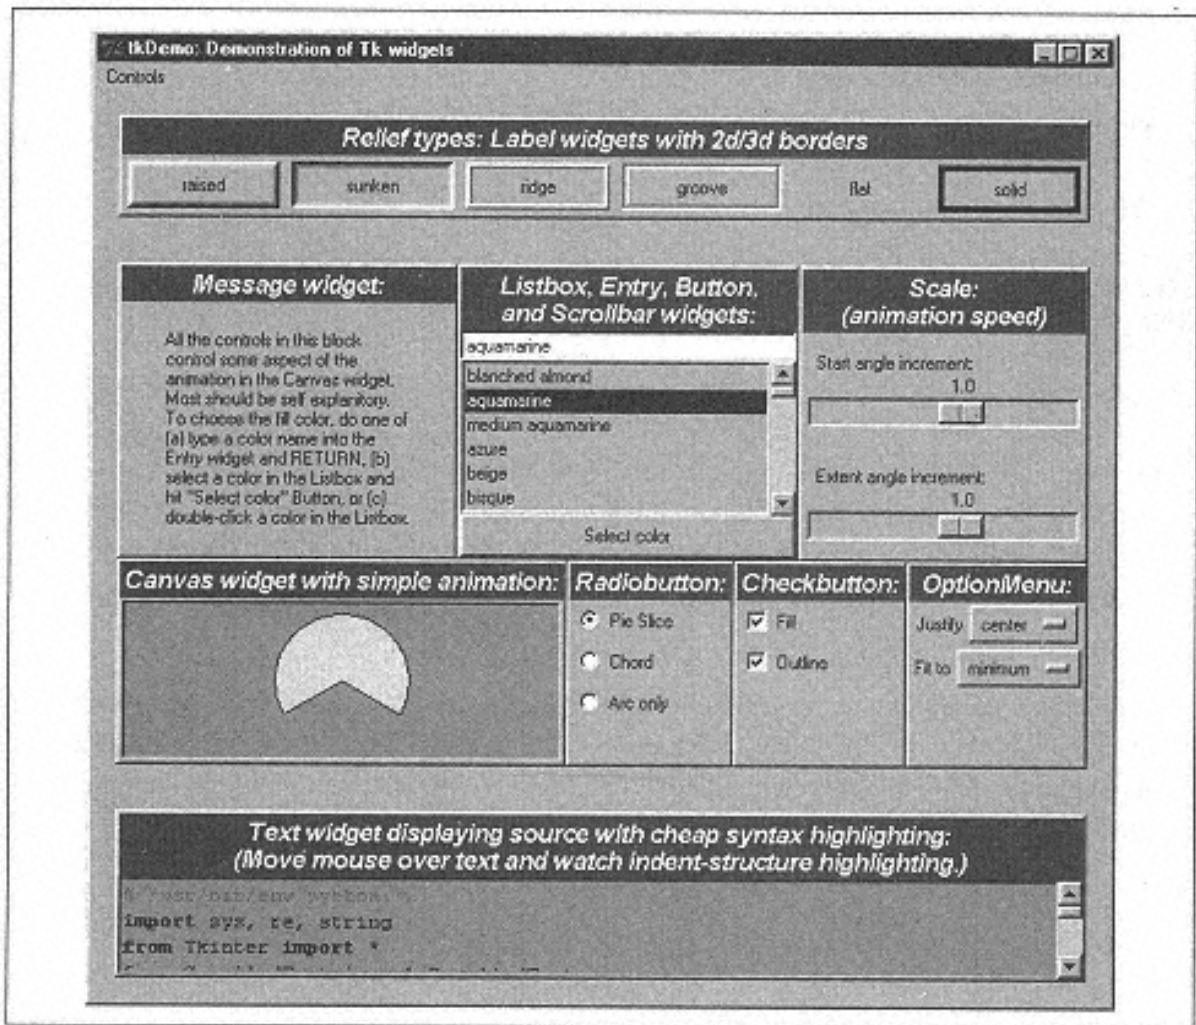 tkDemo: Demonstration of Tk widgets
Controls
Relief types: Label widgets with 2d/3d borders
raised
sunken
ridge
groove
flat
solid
Message widget:
All the controls in this block
control some aspect of the
animation in the Canvas widget.
Most should be self explanitory.
To choose the fill color, do one of
(a) type a color name into the
Entry widget and RETURN, (b)
select a color in the Listbox and
hit "Select color" Button, or (c)
double-click a color in the Listbox.
Listbox, Entry, Button,
and Scrollbar widgets:
aquamarine
blanched almond
aquamarine
medium aquamarine
azure
beige
bisque
Select color
Scale:
(animation speed)
Start angle increment:
1.0
Extent angle increment:
1.0
Canvas widget with simple animation:
Radiobutton:
Pie Slice
Chord
Arc only
Checkbutton:
Fill
Outline
OptionMenu:
Justify center
Fit to minimum
Text widget displaying source with cheap syntax highlighting:
(Move mouse over text and watch indent-structure highlighting.)
/usr/bin/env python
import sys, re, string
from Tkinter import *